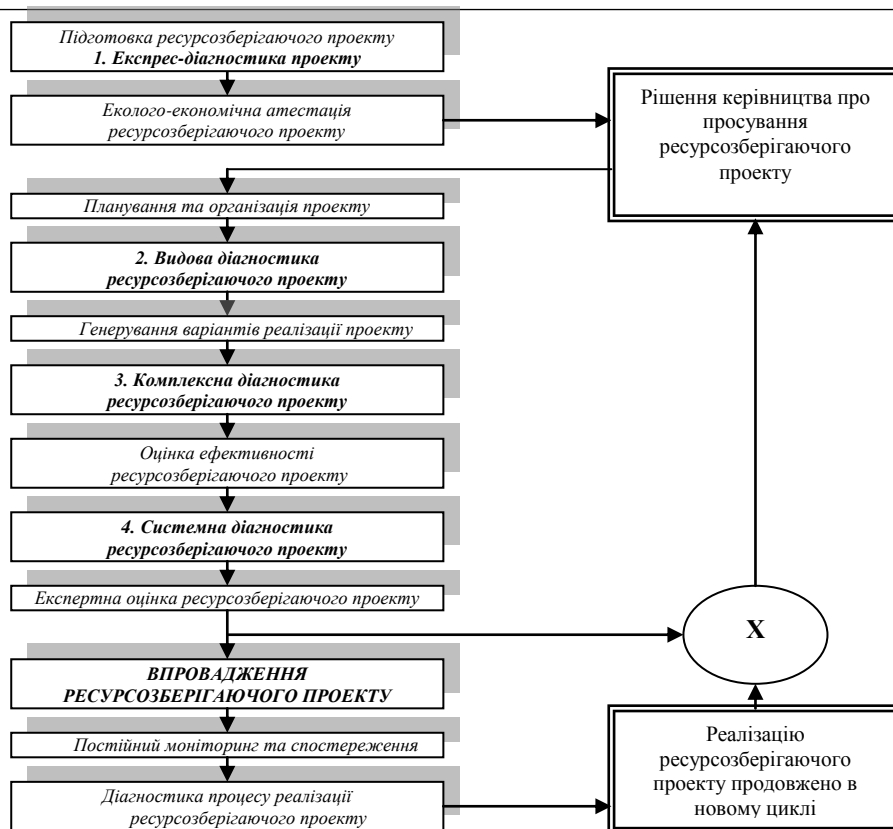 Підготовка ресурсозберігаючого проекту
1. Експрес-діагностика проекту
Еколого-економічна атестація
ресурсозберігаючого проекту
Рішення керівництва про
просування
ресурсозберігаючого
проекту
Планування та організація проекту
2. Видова діагностика
ресурсозберігаючого проекту
Генерування варіантів реалізації проекту
3. Комплексна діагностика
ресурсозберігаючого проекту
Оцінка ефективності
ресурсозберігаючого проекту
4. Системна діагностика
ресурсозберігаючого проекту
Експертна оцінка ресурсозберігаючого проекту
Х
ВПРОВАДЖЕННЯ
РЕСУРСОЗБЕРІГАЮЧОГО ПРОЕКТУ
Постійний моніторинг та спостереження
Діагностика процесу реалізації
ресурсозберігаючого проекту
Реалізацію
ресурсозберігаючого
проекту продовжено в
новому циклі